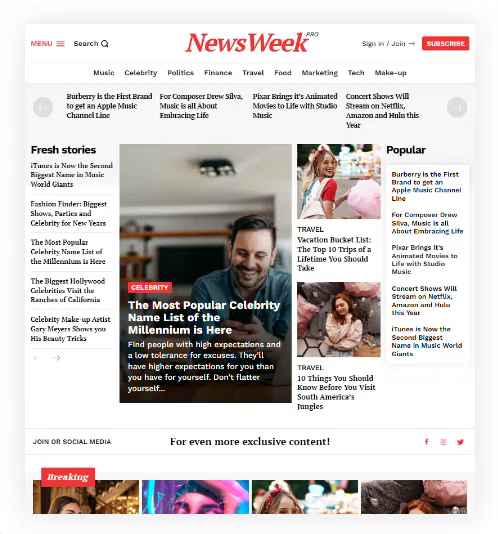 MENU
Search
NewsWeek PRO
Sign in / Join
SUBSCRIBE
Music Celebrity Politics Finance Travel Food Marketing Tech Make-up
Burberry is the First Brand
to get an Apple Music
Channel Line
For Composer Drew Silva,
Music is all About
Embracing Life
Pixar Brings it's Animated
Movies to Life with Studio
Music
Concert Shows Will
Stream on Netflix,
Amazon and Hulu this
Year
Fresh stories
iTunes is Now the Second
Biggest Name in Music
World Giants
Fashion Finder: Biggest
Shows, Parties and
Celebrity for New Years
The Most Popular
Celebrity Name List of
the Millennium is Here
The Biggest Hollywood
Celebrities Visit the
Ranches of California
Celebrity Make-up Artist
Gary Meyers Shows you
His Beauty Tricks
CELEBRITY
The Most Popular Celebrity
Name List of the
Millennium is Here
Find people with high expectations and
a low tolerance for excuses. They'll
have higher expectations for you than
you have for yourself. Don't flatter
yourself...
TRAVEL
Vacation Bucket List:
The Top 10 Trips of a
Lifetime You Should
Take
TRAVEL
10 Things You Should
Know Before You Visit
South America's
Jungles
Popular
Burberry is the First
Brand to get an
Apple Music Channel
Line
For Composer Drew
Silva, Music is all
About Embracing Life
Pixar Brings it's
Animated Movies to
Life with Studio
Music
Concert Shows Will
Stream on Netflix,
Amazon and Hulu
this Year
iTunes is Now the
Second Biggest
Name in Music World
Giants
JOIN OR SOCIAL MEDIA
For even more exclusive content!
Breaking